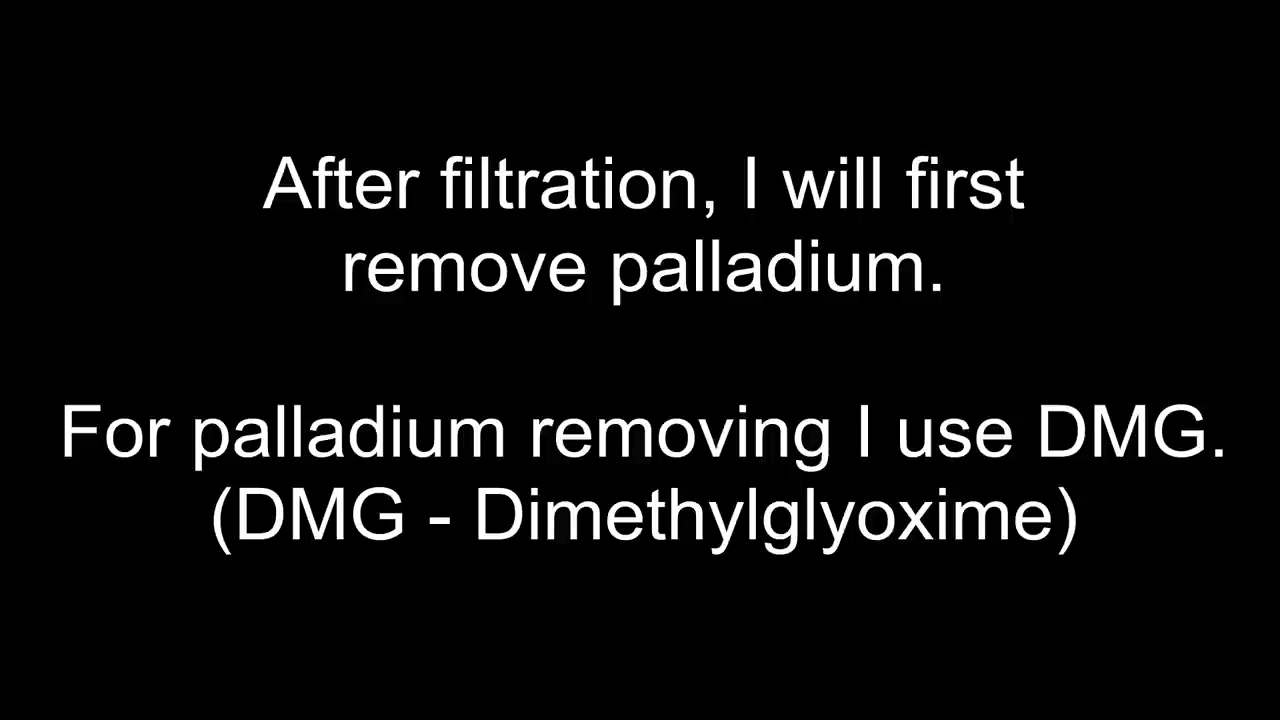 After filtration, I will first
remove palladium.
For palladium removing I use DMG.
(DMG - Dimethylglyoxime)